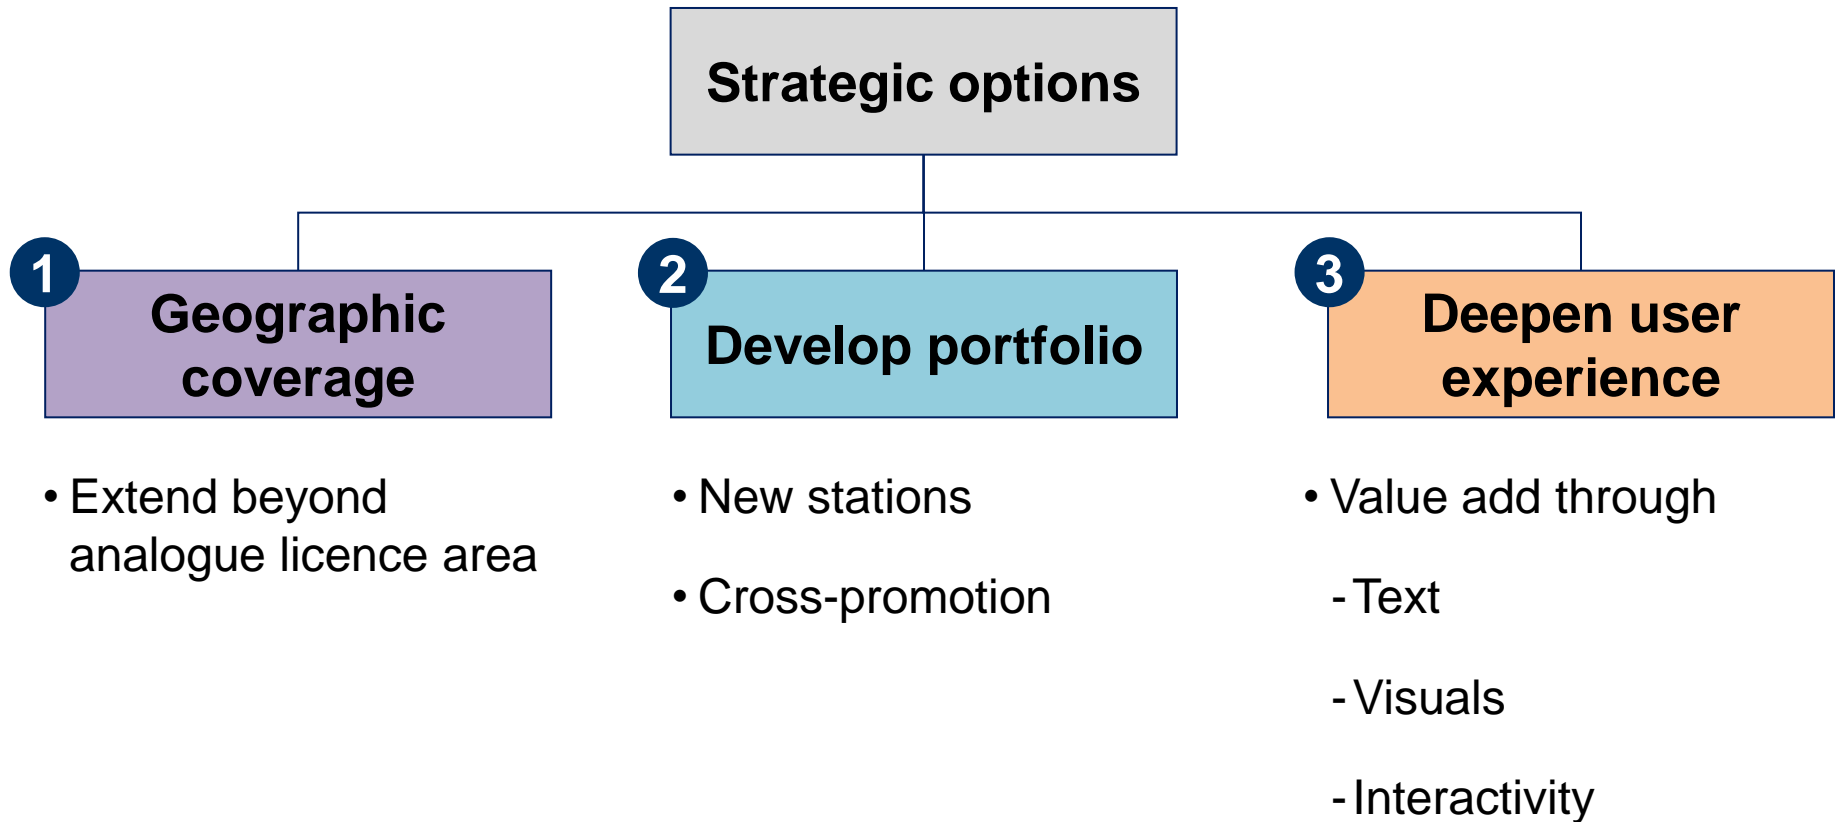 Strategic options
1
Geographic
coverage
• Extend beyond
analogue licence area
2
Develop portfolio
• New stations
• Cross-promotion
3
Deepen user
experience
• Value add through
- Text
- Visuals
- Interactivity